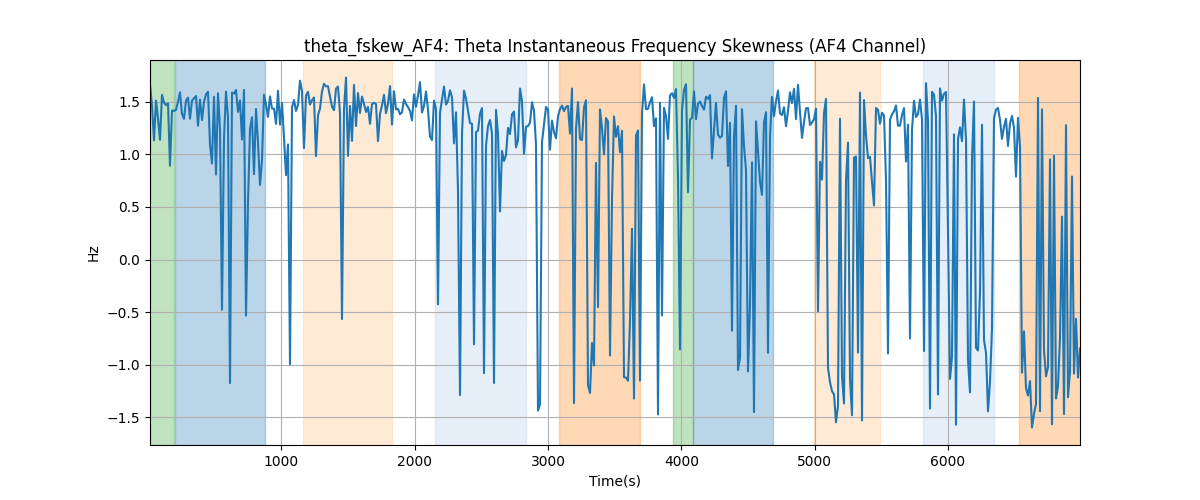 theta_fskew_AF4: Theta Instantaneous Frequency Skewness (AF4 Channel)
1.5
1.0
0.5
0.0
−0.5
−1.0
−1.5
Hz
1000 2000 3000 4000 5000 6000
Time(s)